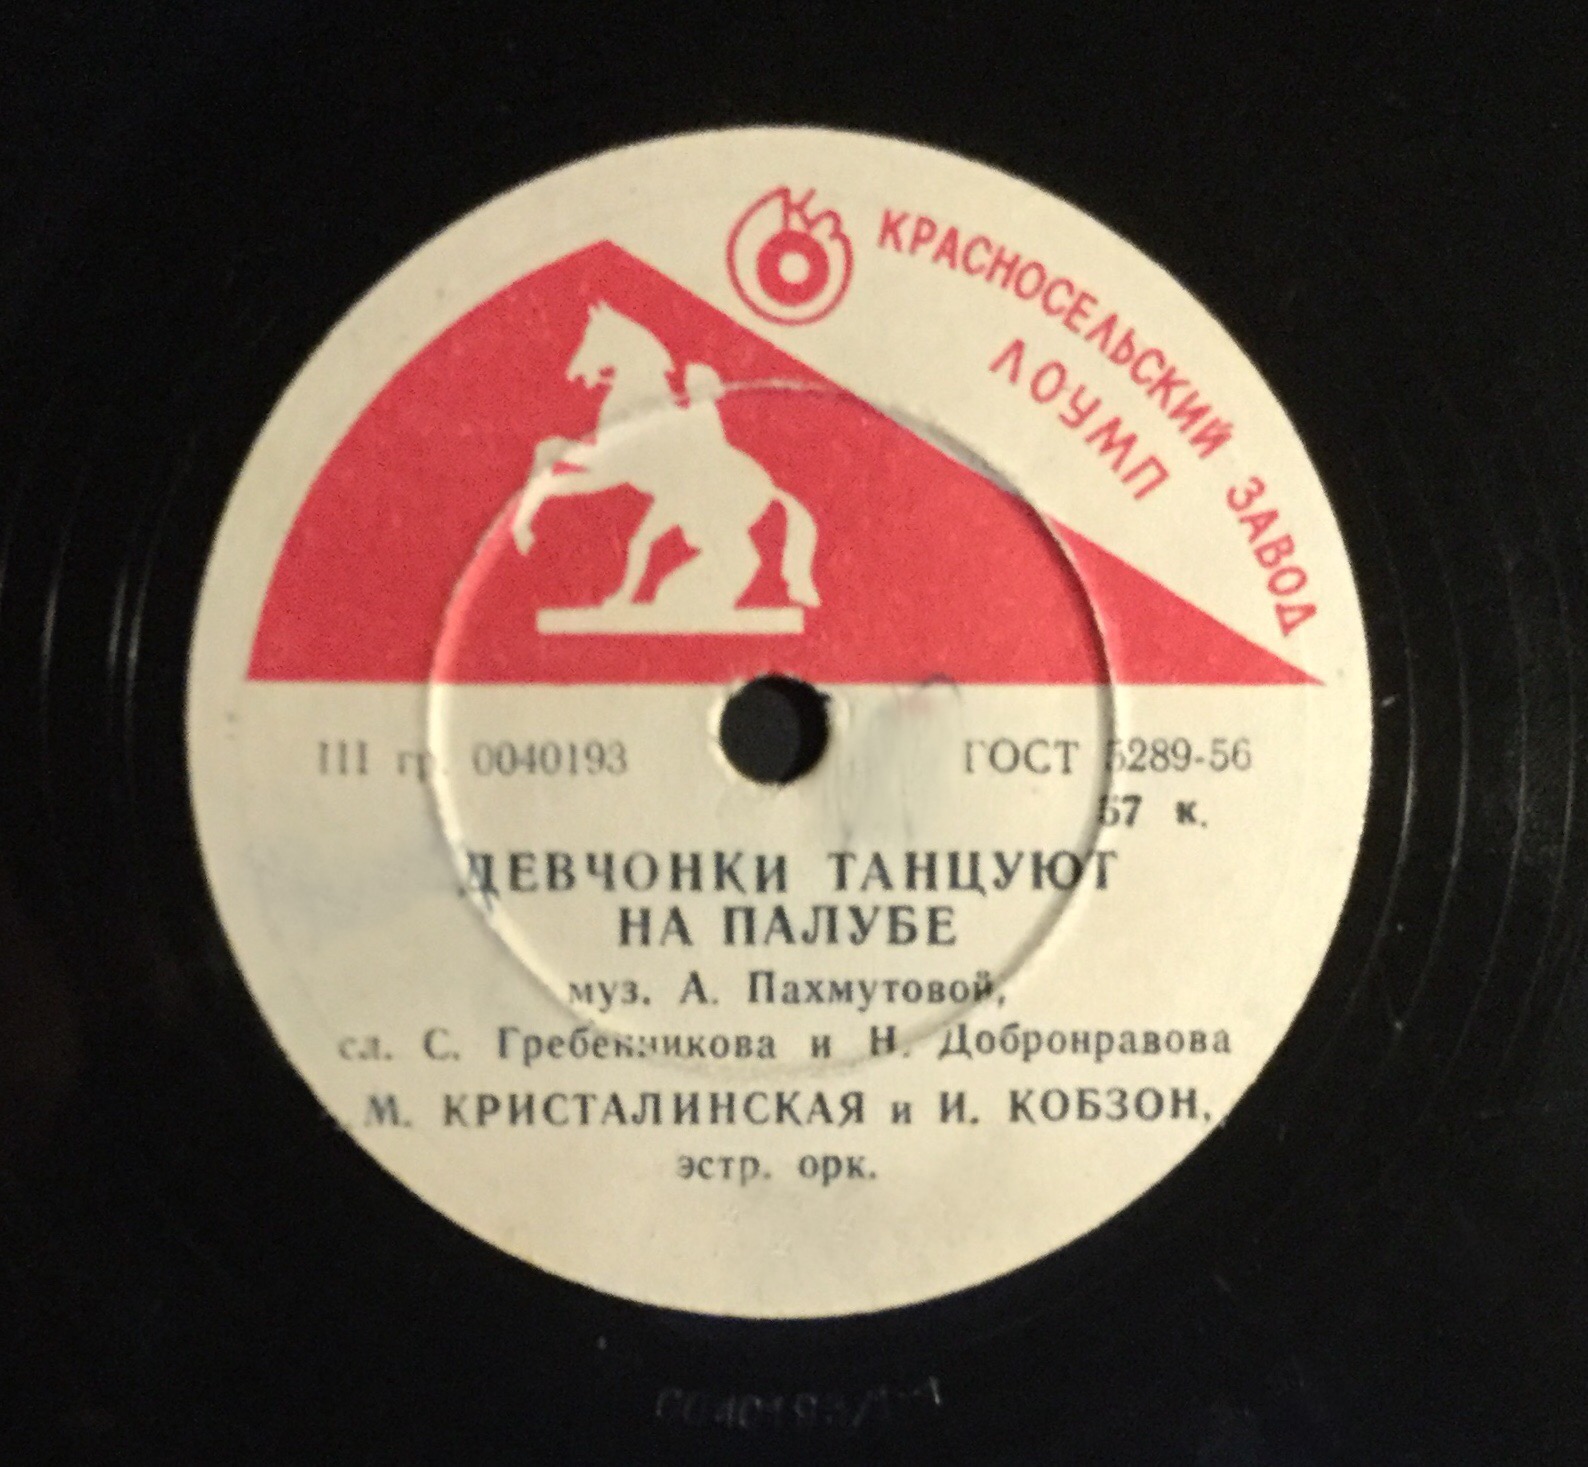 КЗ
КРАСНОСЕЛЬСКИЙ ЗАВОД
ЛОУМП
III гр. 0040193
ГОСТ 5289-56
57 к.
ДЕВЧОНКИ ТАНЦУЮТ
НА ПАЛУБЕ
муз. А. Пахмутовой,
сл. С. Гребенникова и Н. Добронравова
М. КРИСТАЛИНСКАЯ и И. КОБЗОН,
эстр. орк.